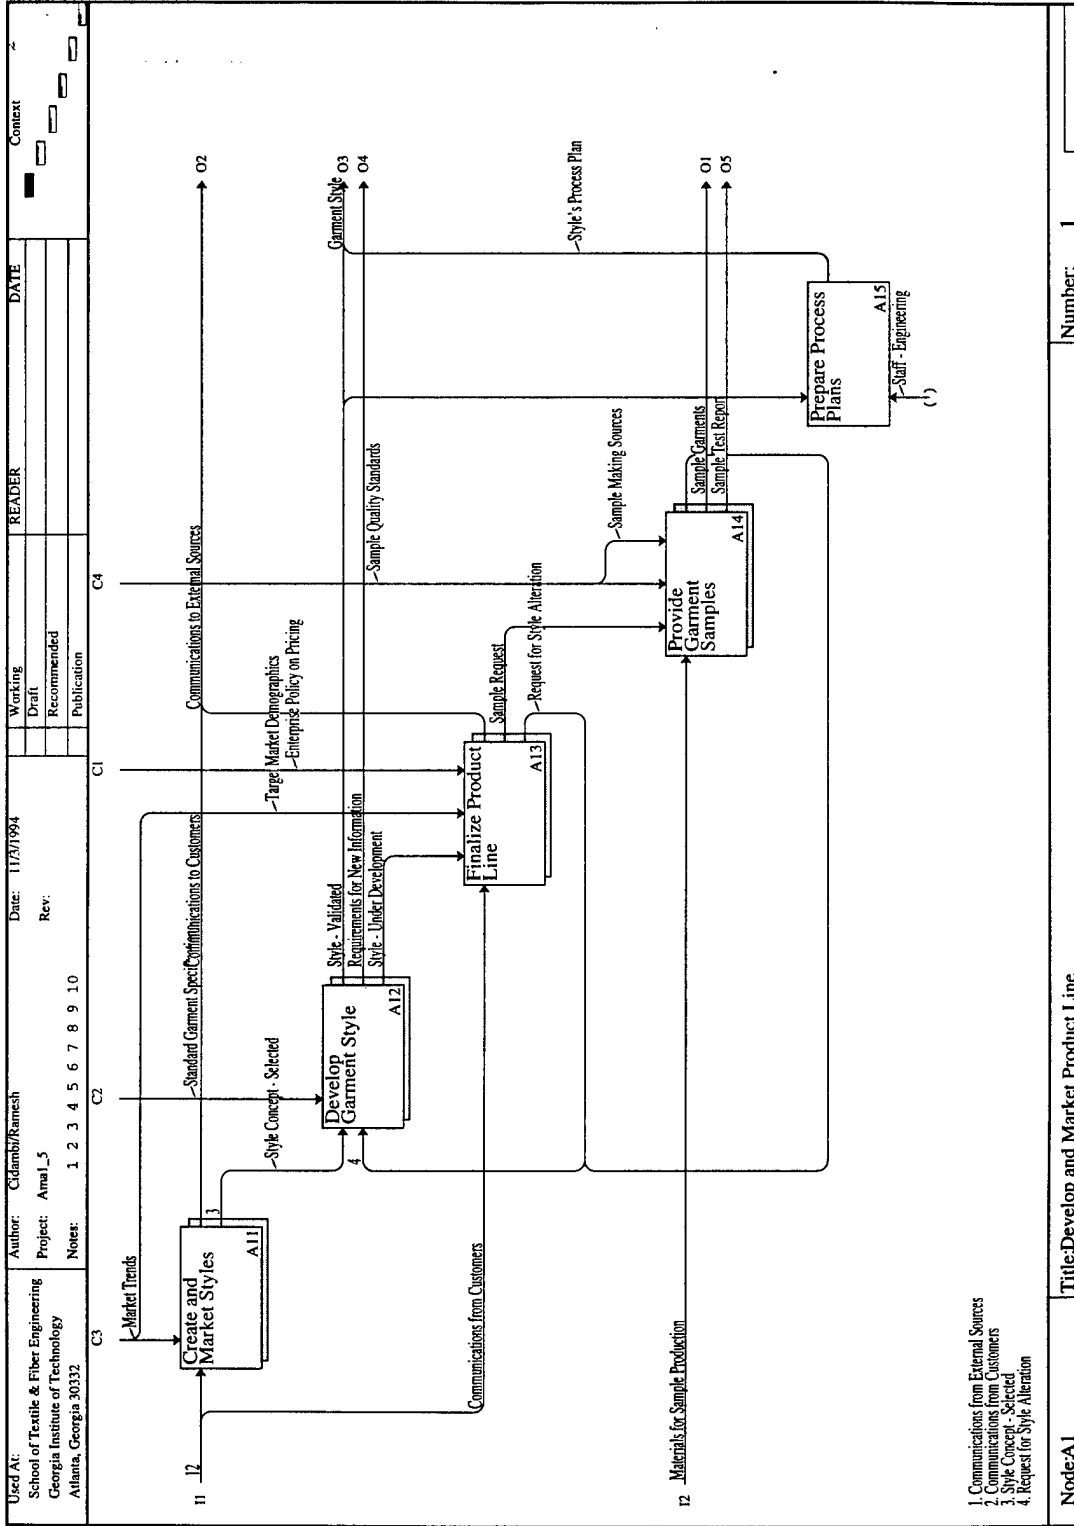 Used At:
School of Textile & Fiber Engineering
Georgia Institute of Technology
Atlanta, Georgia 30332
Author: Cidambi/Ramesh
Project: Ama1_5
Notes: 1 2 3 4 5 6 7 8 9 10
Date: 11/3/1994
Rev:
Working
Draft
Recommended
Publication
READER
DATE
Context
C3
C2
C1
C4
Market Trends
I1
12
Create and
Market Styles
A11
3
Communications to Customers
Standard Garment Speci
Style Concept - Selected
4
Develop
Garment Style
A12
Style - Validated
Requirements for New Information
Style - Under Development
Target Market Demographics
Enterprise Policy on Pricing
Communications from Customers
Finalize Product
Line
A13
Communications to External Sources
Sample Request
Request for Style Alteration
Sample Quality Standards
Sample Making Sources
I2
Materials for Sample Production
Provide
Garment
Samples
A14
Sample Garments
Sample Test Report
Prepare Process
Plans
A15
Staff - Engineering
Style's Process Plan
Garment Style
O2
O3
O4
O1
O5
1. Communications from External Sources
2. Communications from Customers
3. Style Concept - Selected
4. Request for Style Alteration
Node:A1
Title:Develop and Market Product Line
Number: 1